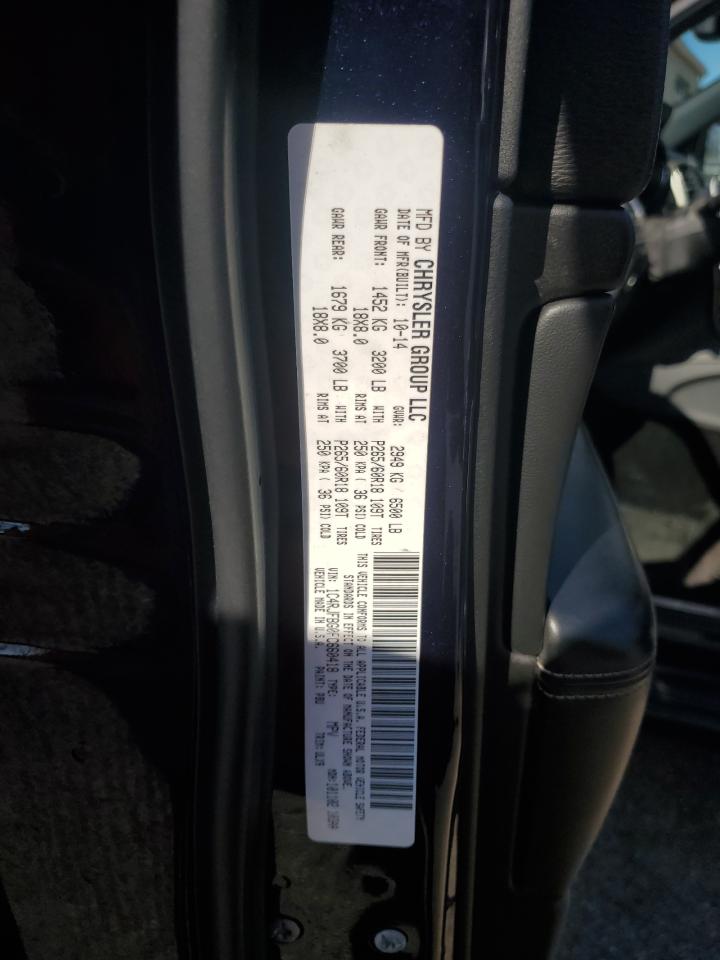 MFD BY CHRYSLER GROUP LLC
DATE OF MFR(BUILT): 10-14 GVWR: 2949 KG / 6500 LB
GAWR FRONT: 1452 KG 3200 LB WITH P265/60R18 109T TIRES
18X8.0 RIMS AT 250 KPA ( 36 PSI) COLD
GAWR REAR: 1679 KG 3700 LB WITH P265/60R18 109T TIRES
18X8.0 RIMS AT 250 KPA ( 36 PSI) COLD
THIS VEHICLE CONFORMS TO ALL APPLICABLE U.S.A. FEDERAL MOTOR VEHICLE SAFETY
STANDARDS IN EFFECT ON THE DATE OF MANUFACTURE SHOWN ABOVE.
VIN: 1C4RJFBG0FC660418 TYPE: MPV
VEHICLE MADE IN U.S.A. PAINT: PBU